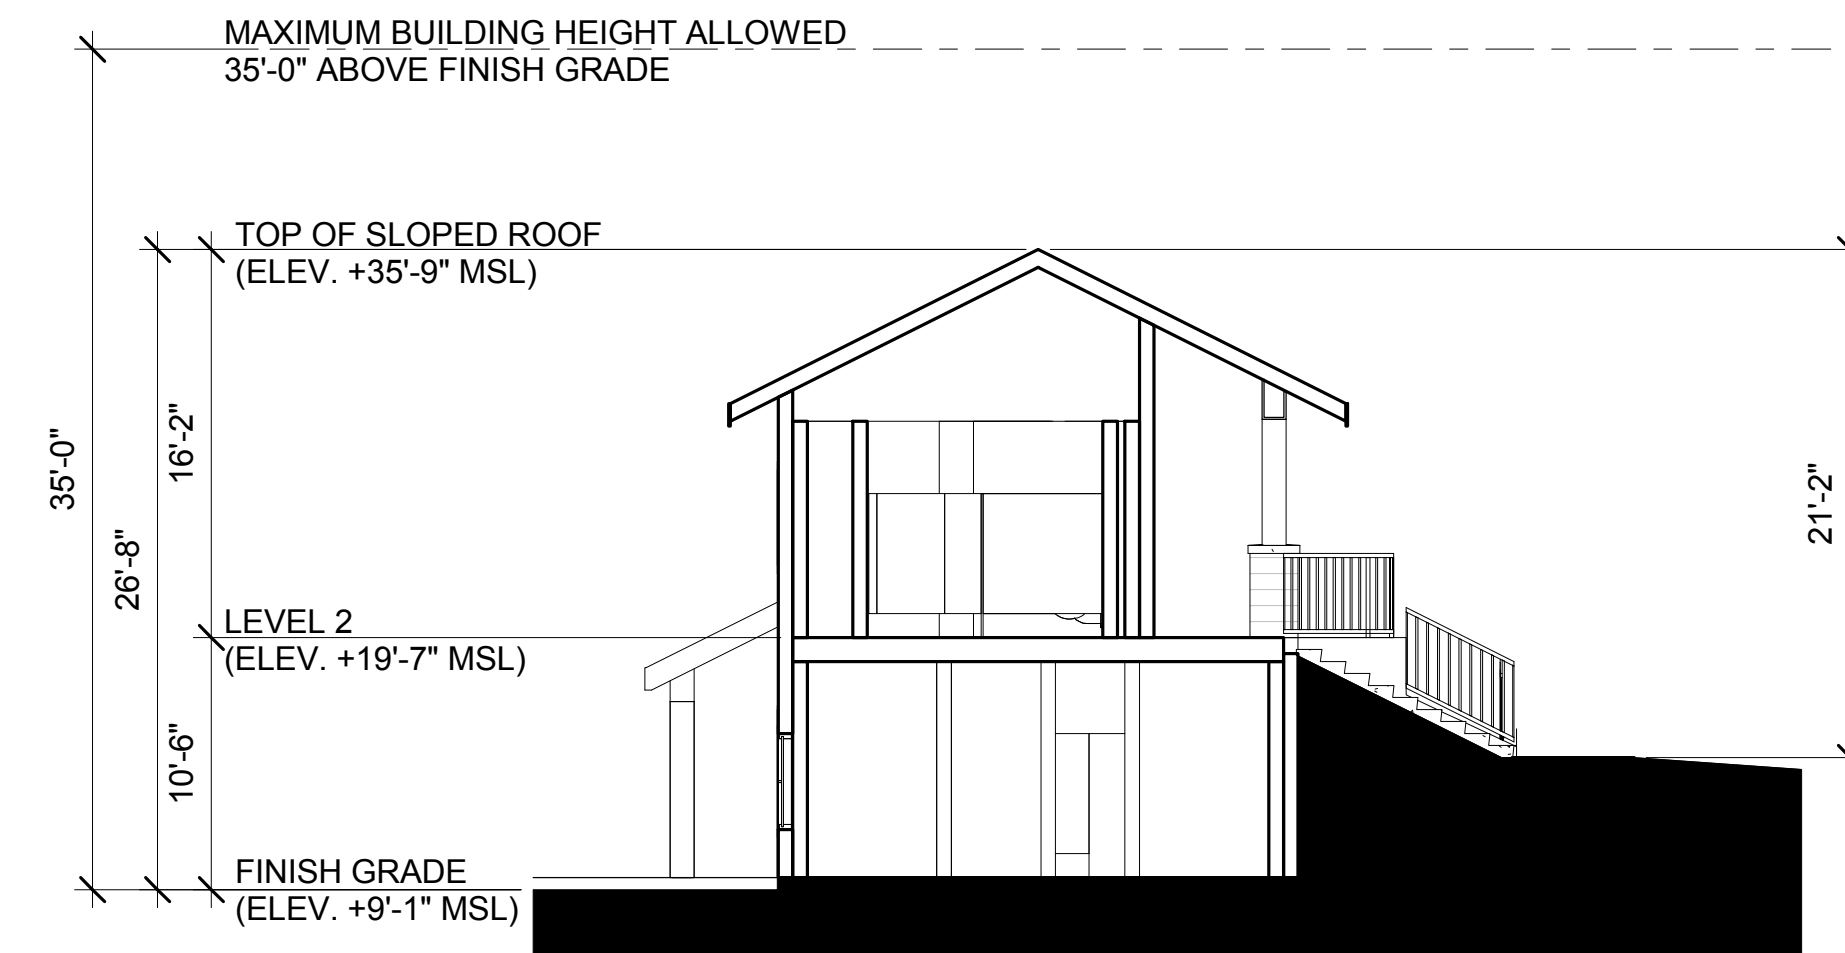 MAXIMUM BUILDING HEIGHT ALLOWED
35'-0" ABOVE FINISH GRADE
TOP OF SLOPED ROOF
(ELEV. +35'-9" MSL)
16'-2"
35'-0"
21'-2"
26'-8"
LEVEL 2
(ELEV. +19'-7" MSL)
10'-6"
FINISH GRADE
(ELEV. +9'-1" MSL)